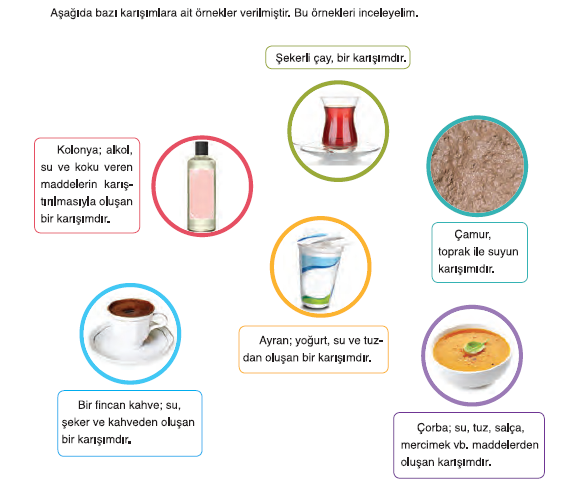 Aşağıda bazı karışımlara ait örnekler verilmiştir. Bu örnekleri inceleyelim.
Şekerli çay, bir karışımdır.
Kolonya; alkol,
su ve koku veren
maddelerin karış-
tırılmasıyla oluşan
bir karışımdır.
Çamur,
toprak ile suyun
karışımıdır.
Ayran; yoğurt, su ve tuz-
dan oluşan bir karışımdır.
Bir fincan kahve; su,
şeker ve kahveden oluşan
bir karışımdır.
Çorba; su, tuz, salça,
mercimek vb. maddelerden
oluşan karışımdır.